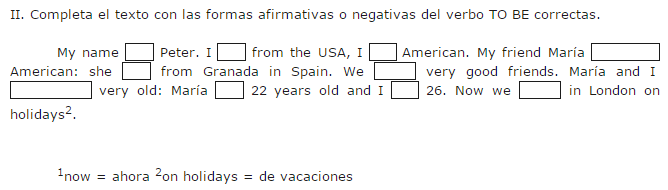 II. Completa el texto con las formas afirmativas o negativas del verbo TO BE correctas.
My name Peter. I from the USA, I American. My friend María
American: she from Granada in Spain. We very good friends. María and I
very old: María 22 years old and I 26. Now we in London on
holidays².
¹now = ahora ²on holidays = de vacaciones